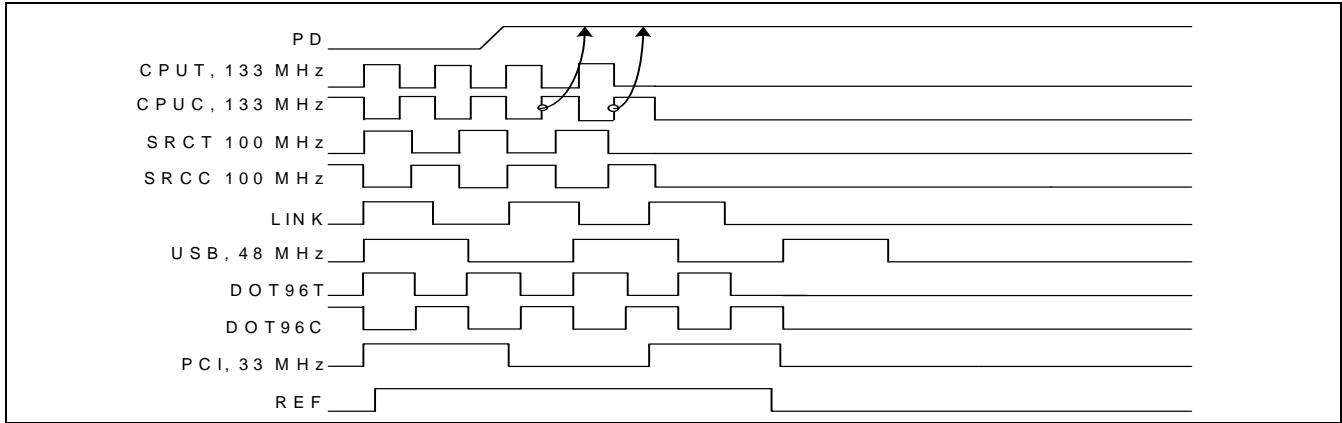 PD
CPUT, 133 MHz
CPUC, 133 MHz
SRCT 100 MHz
SRCC 100 MHz
LINK
USB, 48 MHz
DOT96T
DOT96C
PCI, 33 MHz
REF